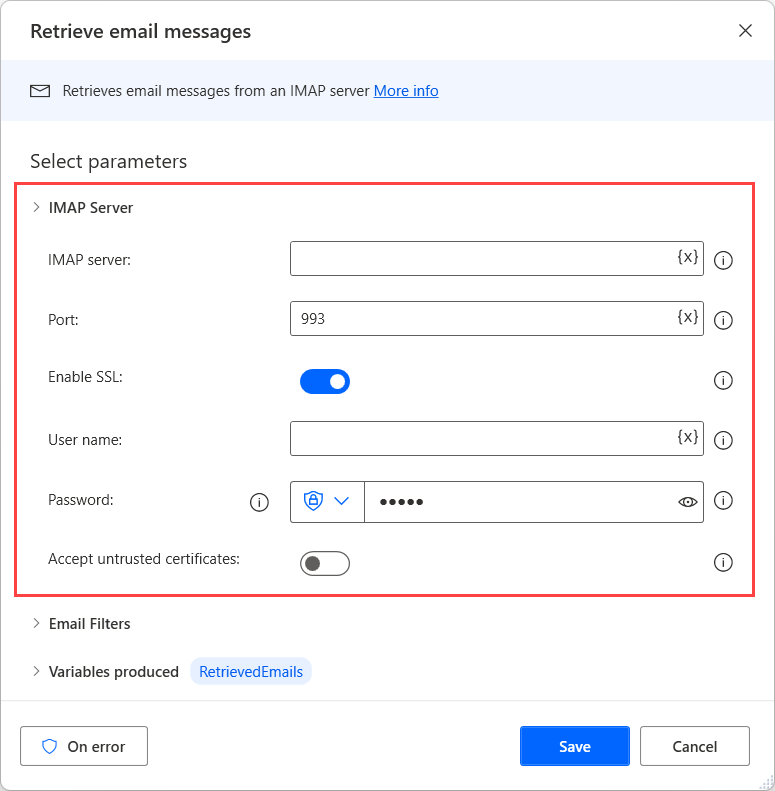 Retrieve email messages
Retrieves email messages from an IMAP server More info
Select parameters
IMAP Server
IMAP server: {x}
Port: 993 {x}
Enable SSL:
User name: {x}
Password: •••••
Accept untrusted certificates:
Email Filters
Variables produced RetrievedEmails
On error Save Cancel